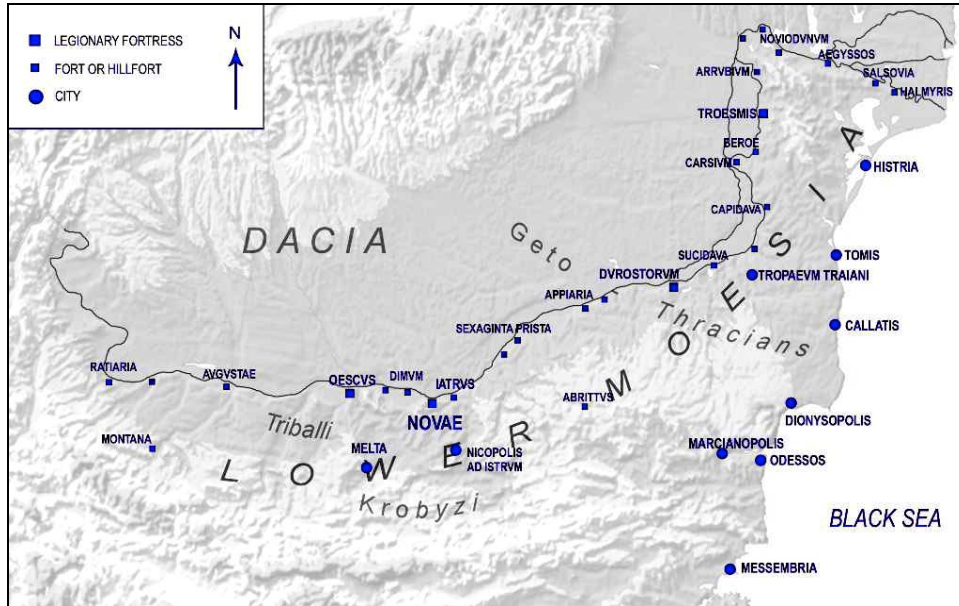 LEGIONARY FORTRESS
FORT OR HILLFORT
CITY
N
NOVIODVNVM
AEGYSSOS
SALSOVIA
HALMYRIS
ARRVBIVM
TROESMIS
BEROE
CARSIVM
HISTRIA
CAPIDAVA
SUCIDAVA
TOMIS
TROPAEVM TRAIANI
DVROSTORVM
APPIARIA
CALLATIS
SEXAGINTA PRISTA
DACIA
Geto
Thracians
RATIARIA
AVGVSTAE
OESCVS
DIMVM
IATRVS
NOVAE
ABRITTVS
DIONYSOPOLIS
Triballi
MONTANA
MELTA
NICOPOLIS
AD ISTRVM
MARCIANOPOLIS
ODESSOS
LOWER MOESIA
Krobyzi
BLACK SEA
MESSEMBRIA